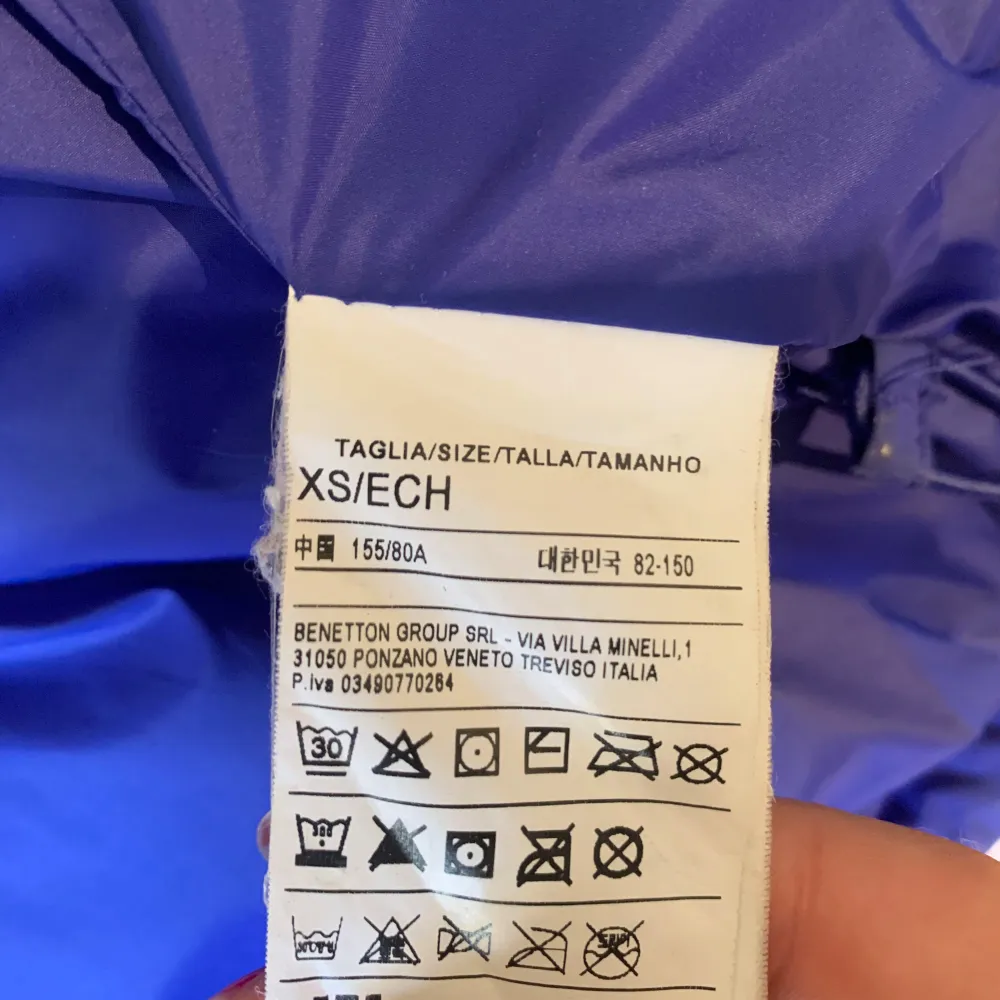 TAGLIA/SIZE/TALLA/TAMANHO
XS/ECH
中国 155/80A 대한민국 82-150
BENETTON GROUP SRL - VIA VILLA MINELLI,1
31050 PONZANO VENETO TREVISO ITALIA
P.Iva 03490770264
30